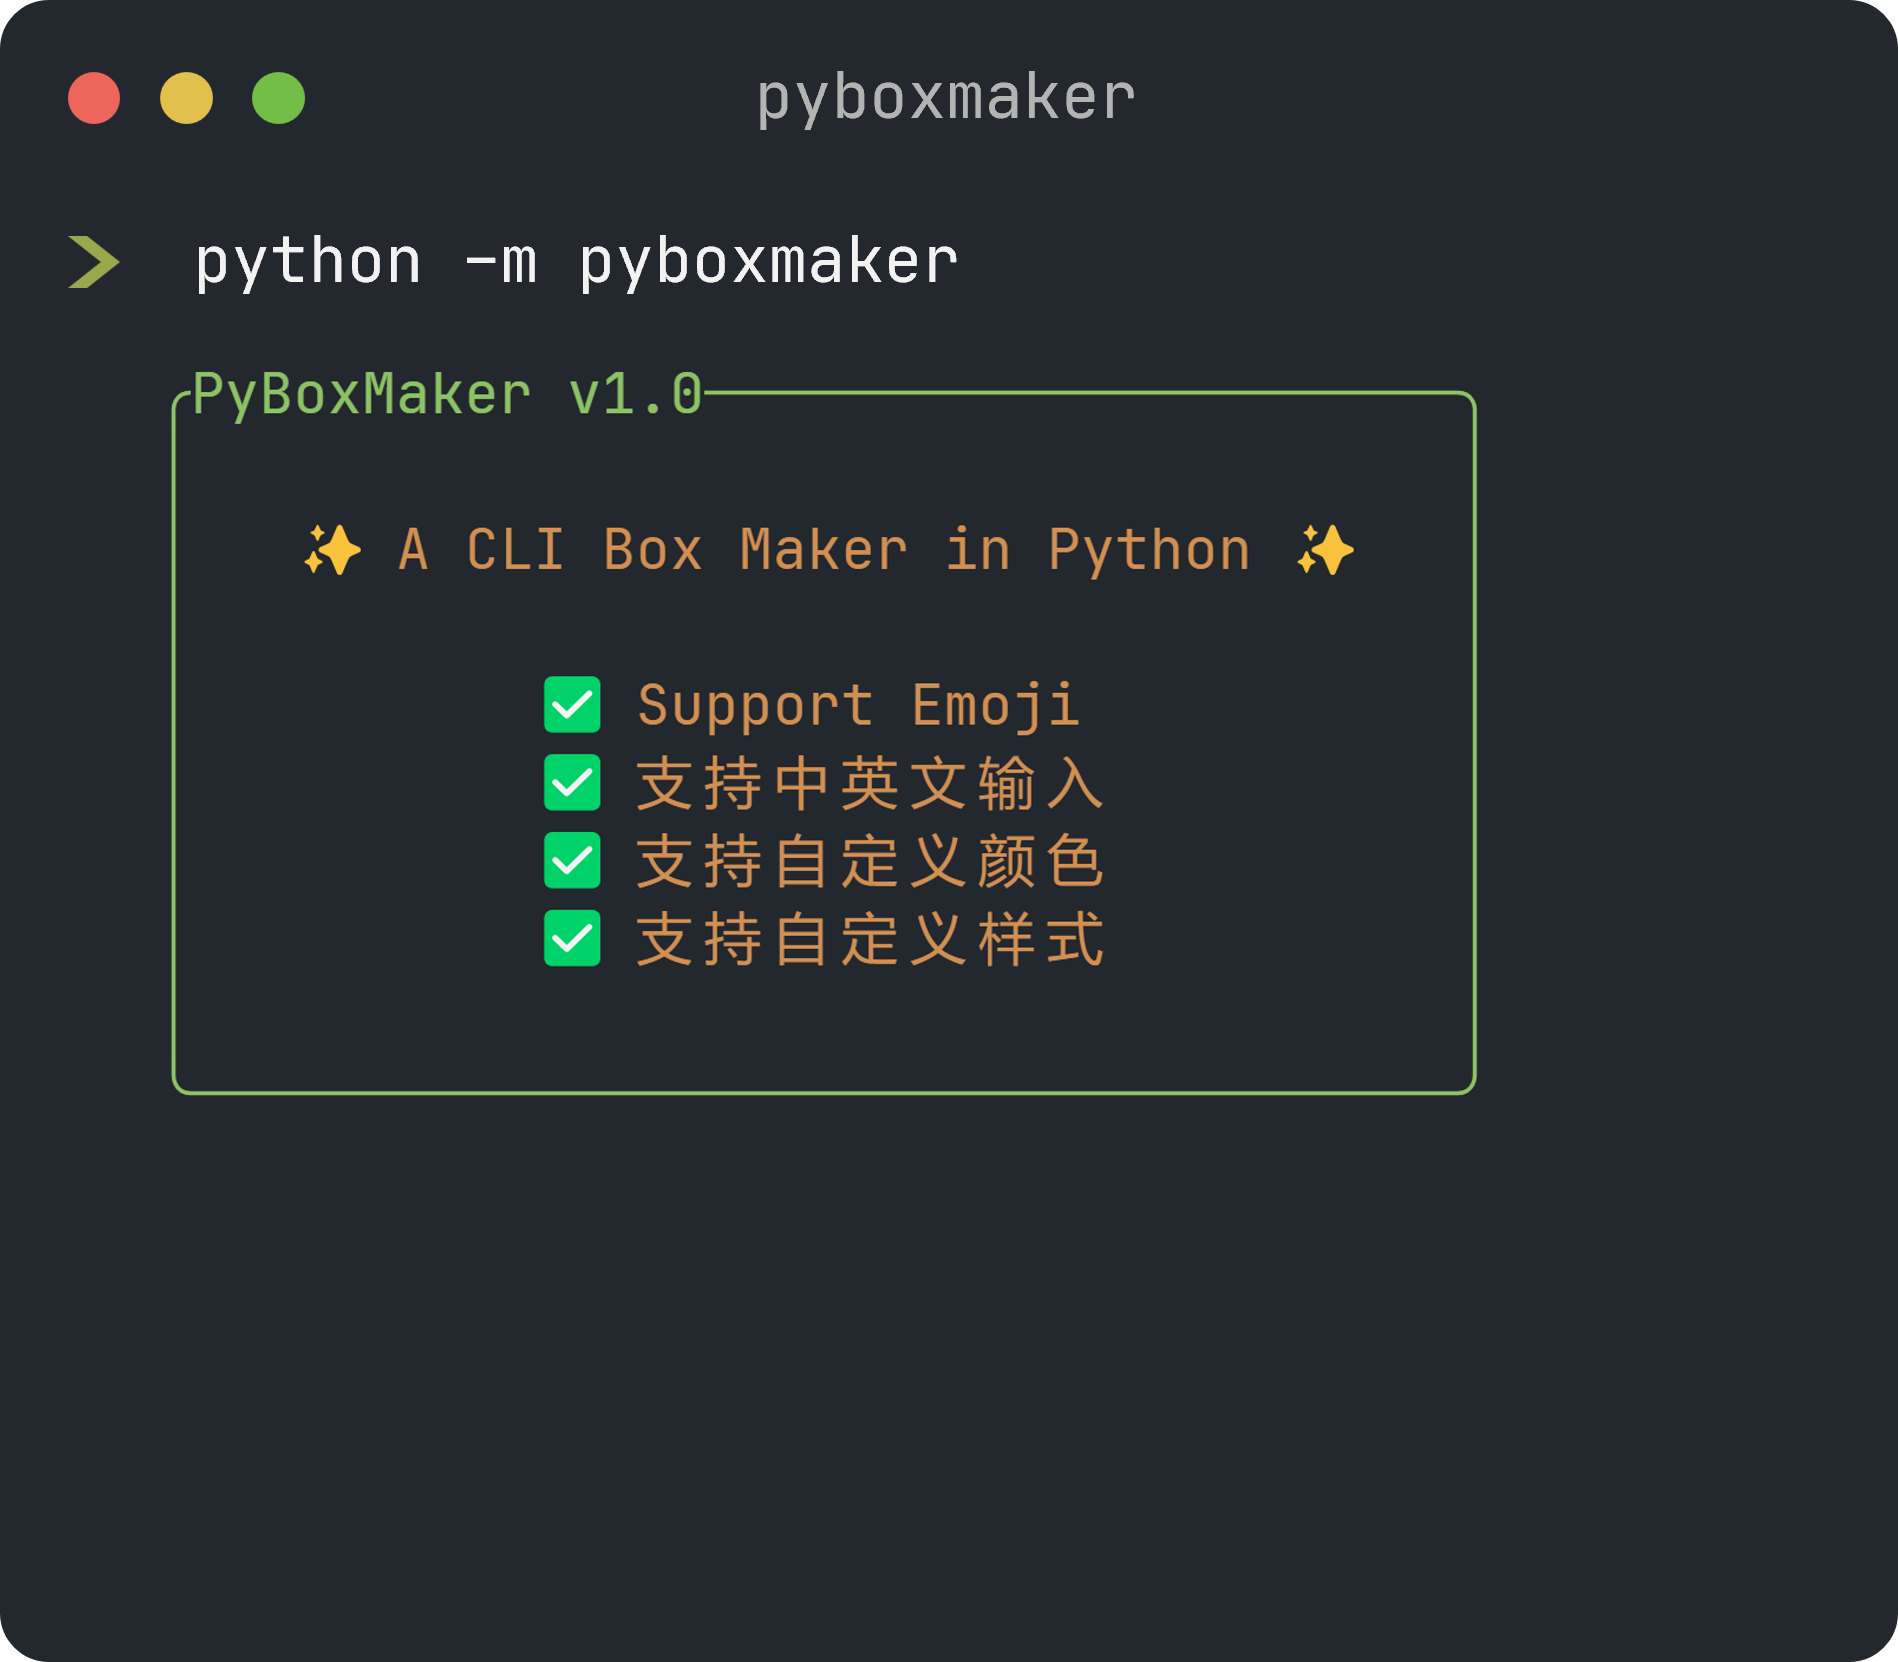 pyboxmaker
python -m pyboxmaker
PyBoxMaker v1.0
✨ A CLI Box Maker in Python ✨
✅ Support Emoji
✅ 支持中英文输入
✅ 支持自定义颜色
✅ 支持自定义样式